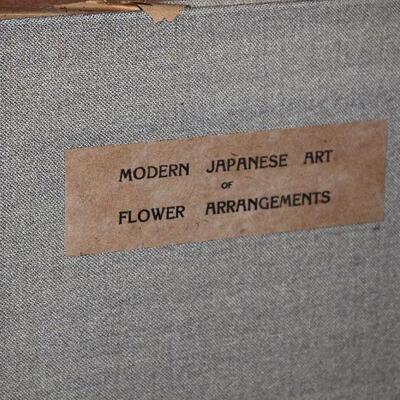 MODERN JAPANESE ART
OF
FLOWER ARRANGEMENTS